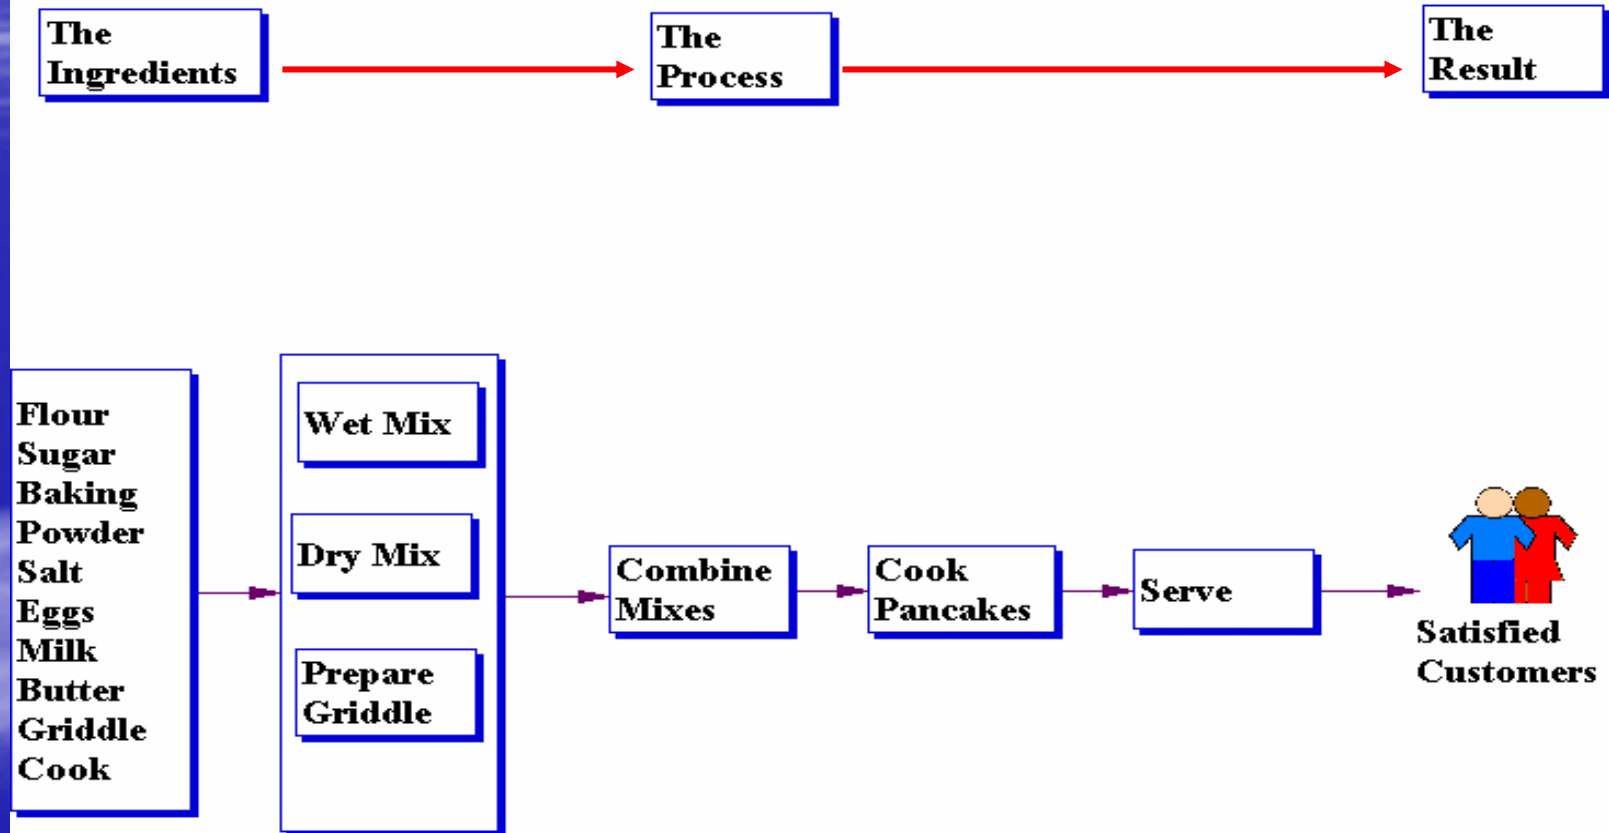 The
Ingredients
The
Process
The
Result
Flour
Sugar
Baking
Powder
Salt
Eggs
Milk
Butter
Griddle
Cook
Wet Mix
Dry Mix
Prepare
Griddle
Combine
Mixes
Cook
Pancakes
Serve
Satisfied
Customers